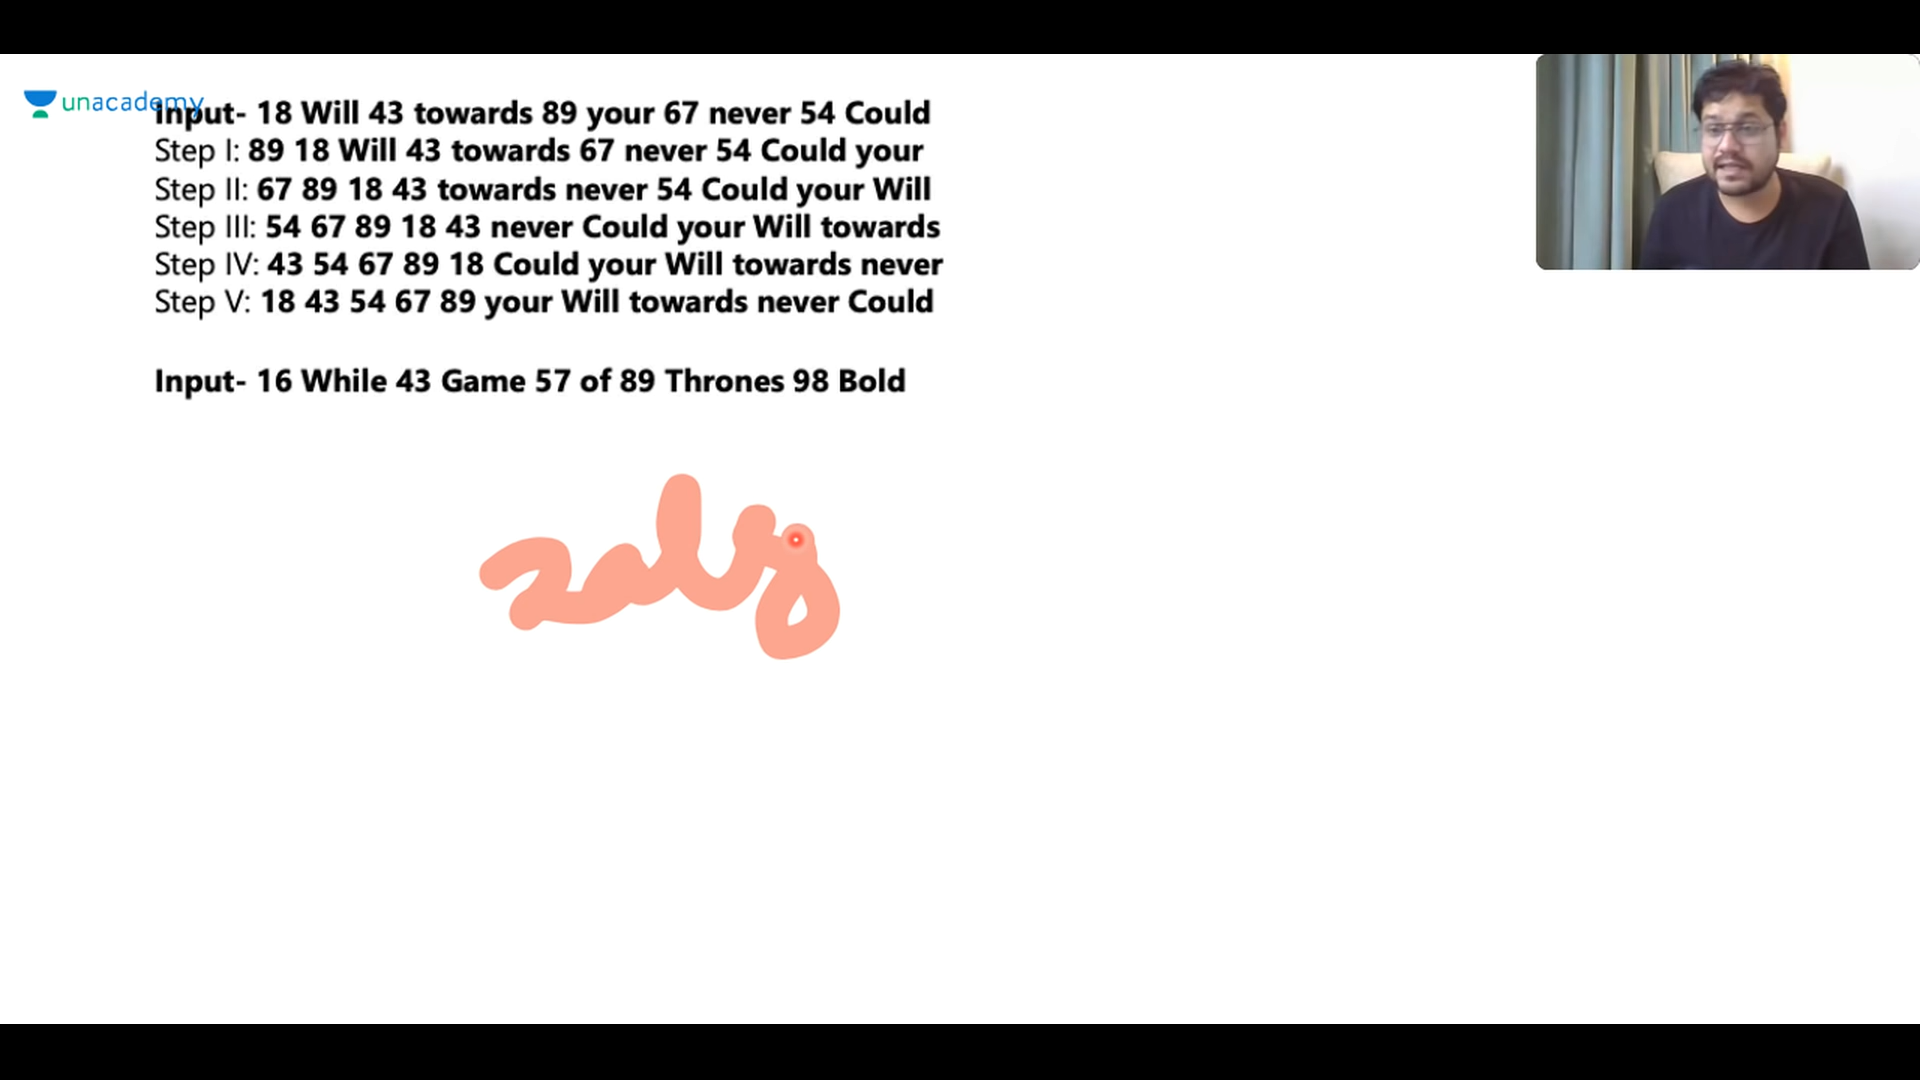 unacademy
Input- 18 Will 43 towards 89 your 67 never 54 Could
Step I: 89 18 Will 43 towards 67 never 54 Could your
Step II: 67 89 18 43 towards never 54 Could your Will
Step III: 54 67 89 18 43 never Could your Will towards
Step IV: 43 54 67 89 18 Could your Will towards never
Step V: 18 43 54 67 89 your Will towards never Could
Input- 16 While 43 Game 57 of 89 Thrones 98 Bold